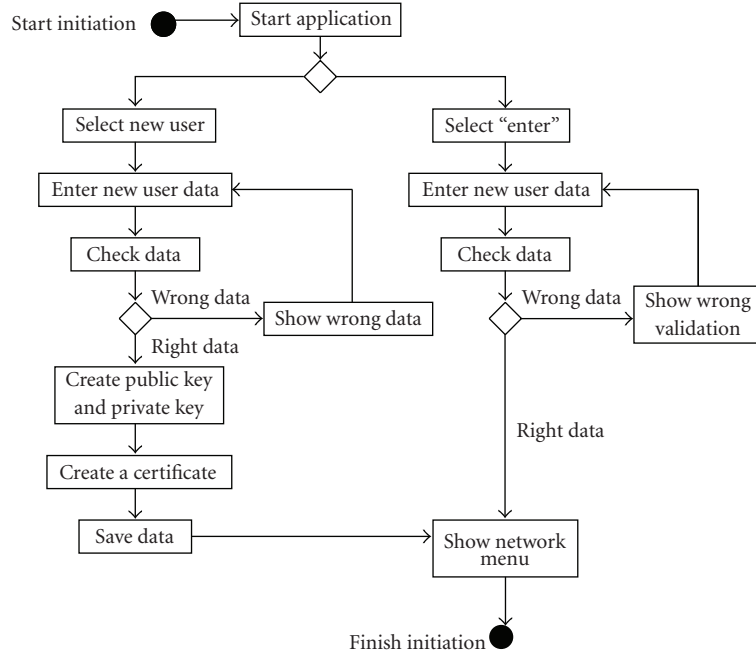 Start initiation
Start application
Select new user
Select “enter”
Enter new user data
Enter new user data
Check data
Check data
Wrong data
Show wrong data
Wrong data
Show wrong
validation
Right data
Create public key
and private key
Right data
Create a certificate
Save data
Show network
menu
Finish initiation